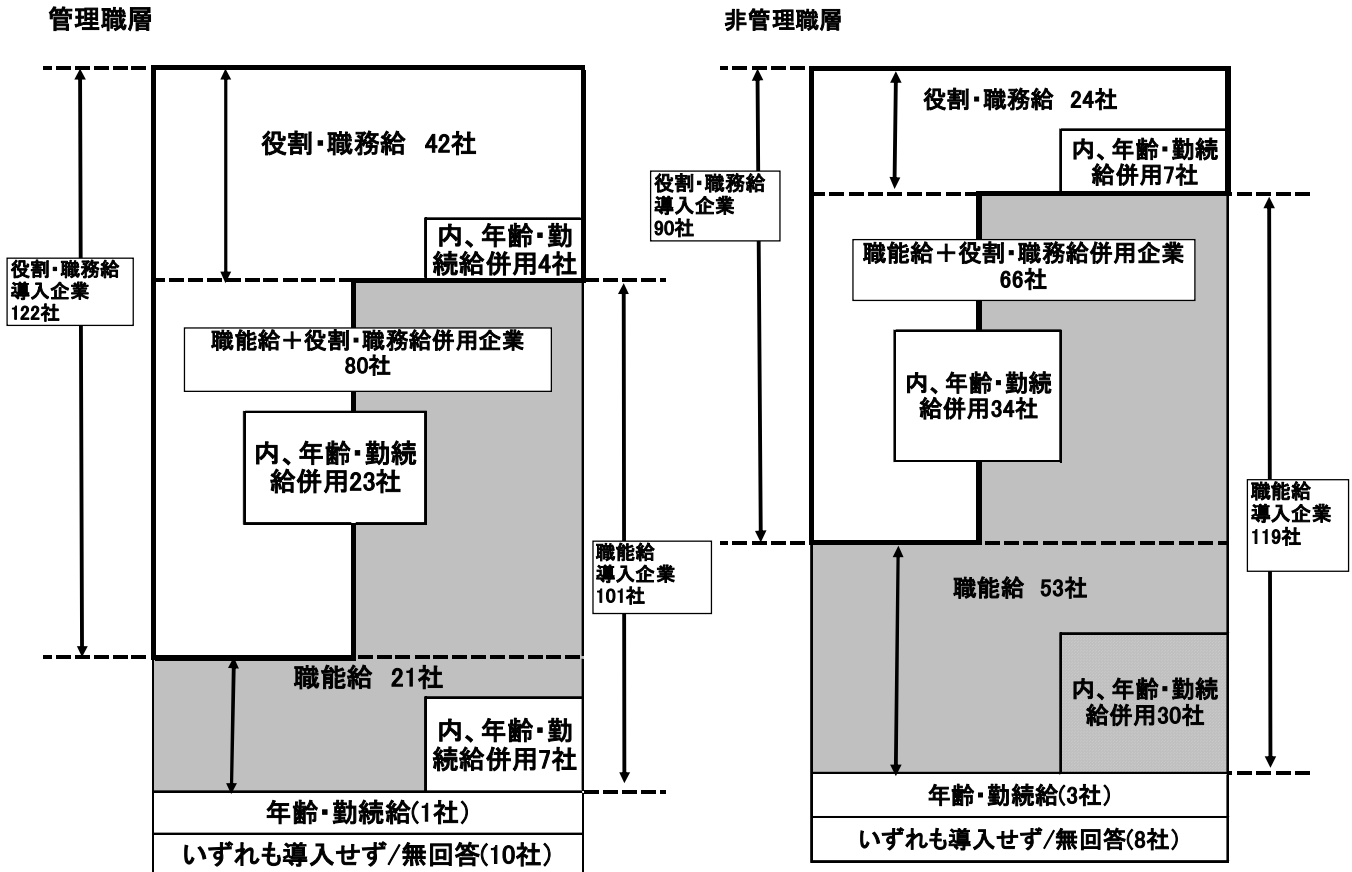 管理職層
役割・職務給 42社
内、年齢・勤
続給併用4社
役割・職務給
導入企業
122社
職能給＋役割・職務給併用企業
80社
内、年齢・勤続
給併用23社
職能給
導入企業
101社
職能給 21社
内、年齢・勤
続給併用7社
年齢・勤続給(1社)
いずれも導入せず/無回答(10社)
非管理職層
役割・職務給 24社
内、年齢・勤続
給併用7社
役割・職務給
導入企業
90社
職能給＋役割・職務給併用企業
66社
内、年齢・勤続
給併用34社
職能給
導入企業
119社
職能給 53社
内、年齢・勤続
給併用30社
年齢・勤続給(3社)
いずれも導入せず/無回答(8社)